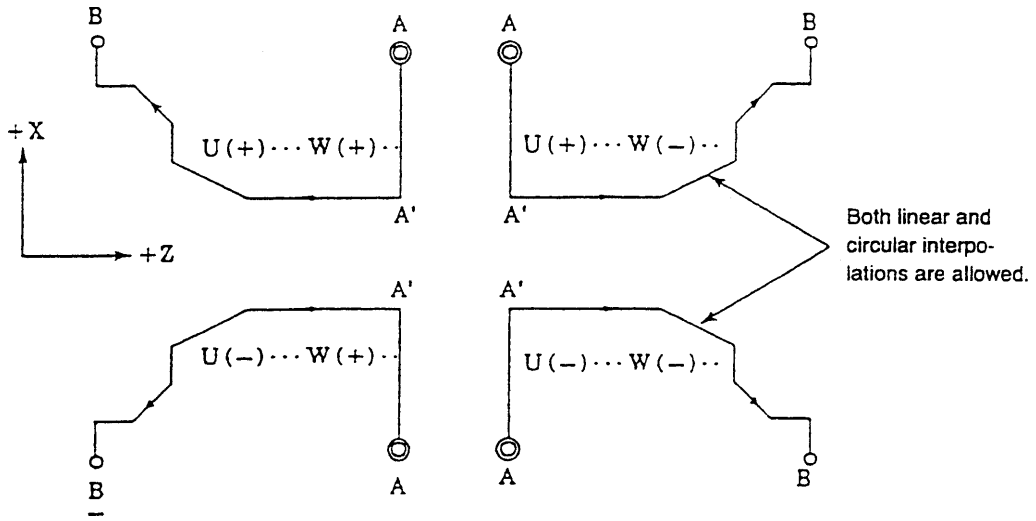 B A A B
+X
U(+)··· W(+)·· U(+)··· W(−)··
A' A'
Both linear and
circular interpo-
lations are allowed.
+Z
A' A'
U(−)··· W(+)·· U(−)··· W(−)··
B A A B